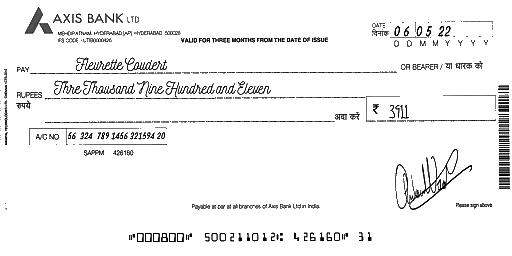 AXIS BANK LTD
MEHDIPATNAM, HYDERABAD [AP] HYDERABAD 500028
IFS CODE - UTIB0000426
VALID FOR THREE MONTHS FROM THE DATE OF ISSUE
DATE
दिनांक 06 05 22
D D M M Y Y Y Y
PAY Fleurette Coudert OR BEARER / या धारक को
RUPEES Thre Thousand Nine Hundred and Eleven
रुपये
अदा करें ₹ 3911
A/C NO 56 324 789 1456 321594 20
SAPPM 426160
Payable at par at all branches of Axis Bank Ltd in India.
Please sign above
"000800" 500211012: 426160" 31